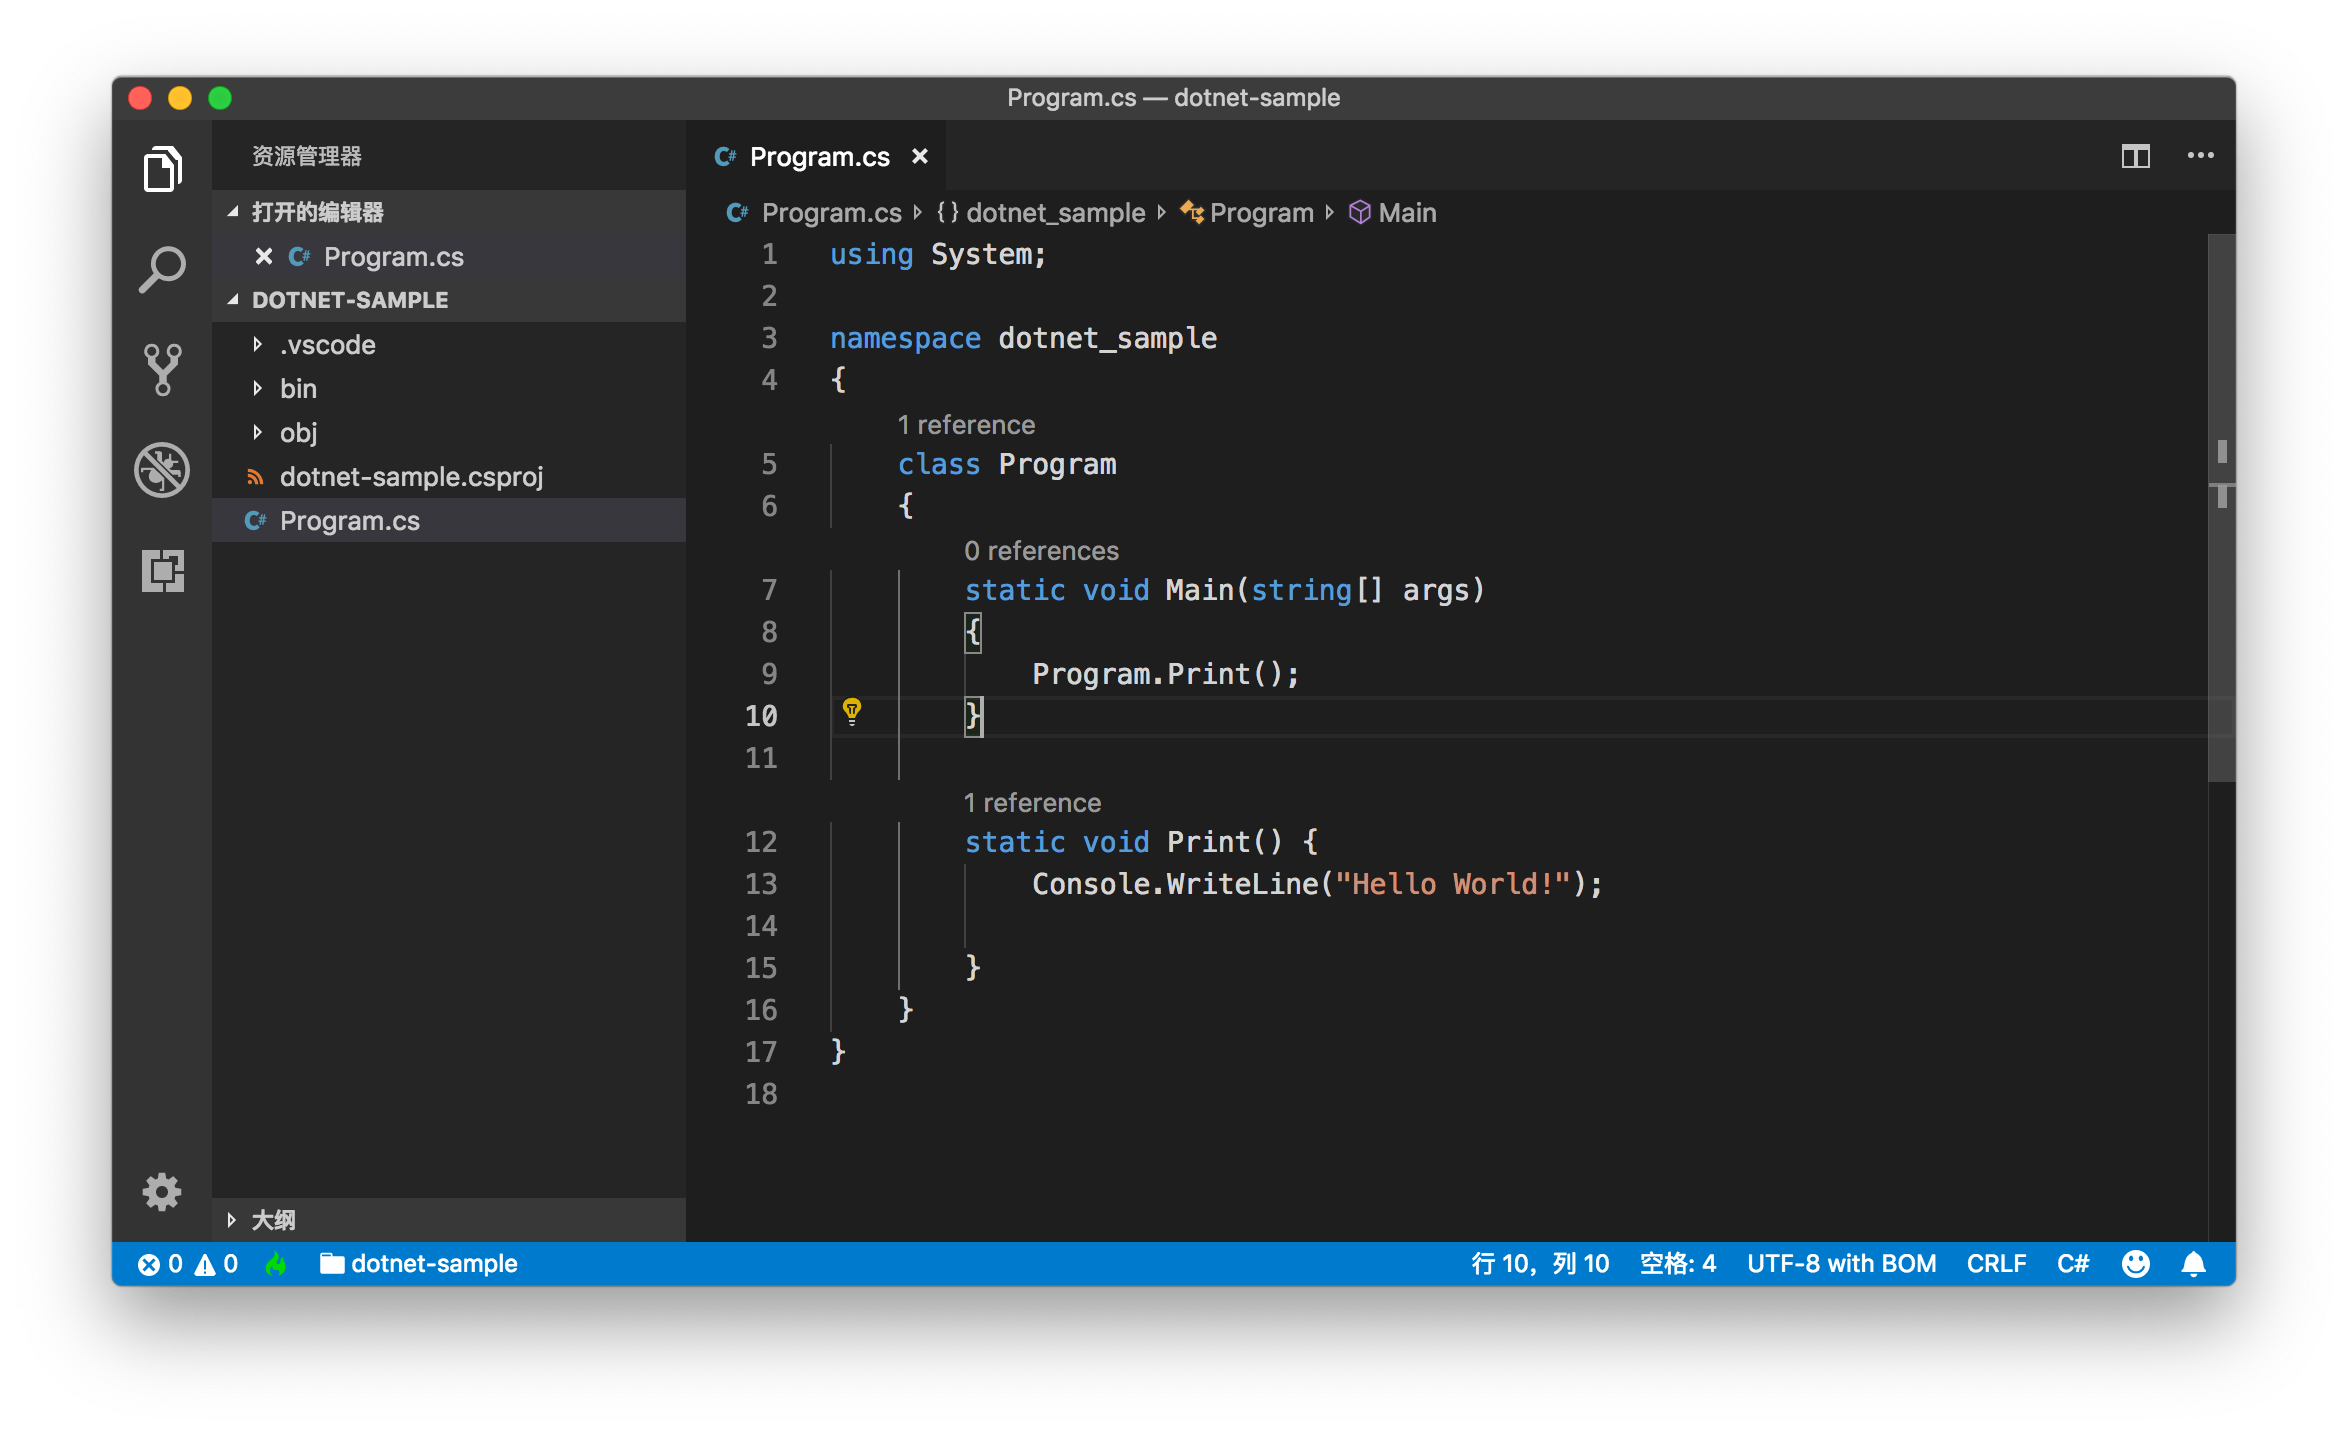 Program.cs — dotnet-sample
资源管理器
打开的编辑器
Program.cs
DOTNET-SAMPLE
.vscode
bin
obj
dotnet-sample.csproj
C# Program.cs
大纲
C# Program.cs
C# Program.cs {} dotnet_sample Program Main
1 using System;
2
3 namespace dotnet_sample
4 {
1 reference
5 class Program
6 {
0 references
7 static void Main(string[] args)
8 {
9 Program.Print();
10 }
11
1 reference
12 static void Print() {
13 Console.WriteLine("Hello World!");
14
15 }
16 }
17 }
18
0 0 dotnet-sample 行 10，列 10 空格: 4 UTF-8 with BOM CRLF C#